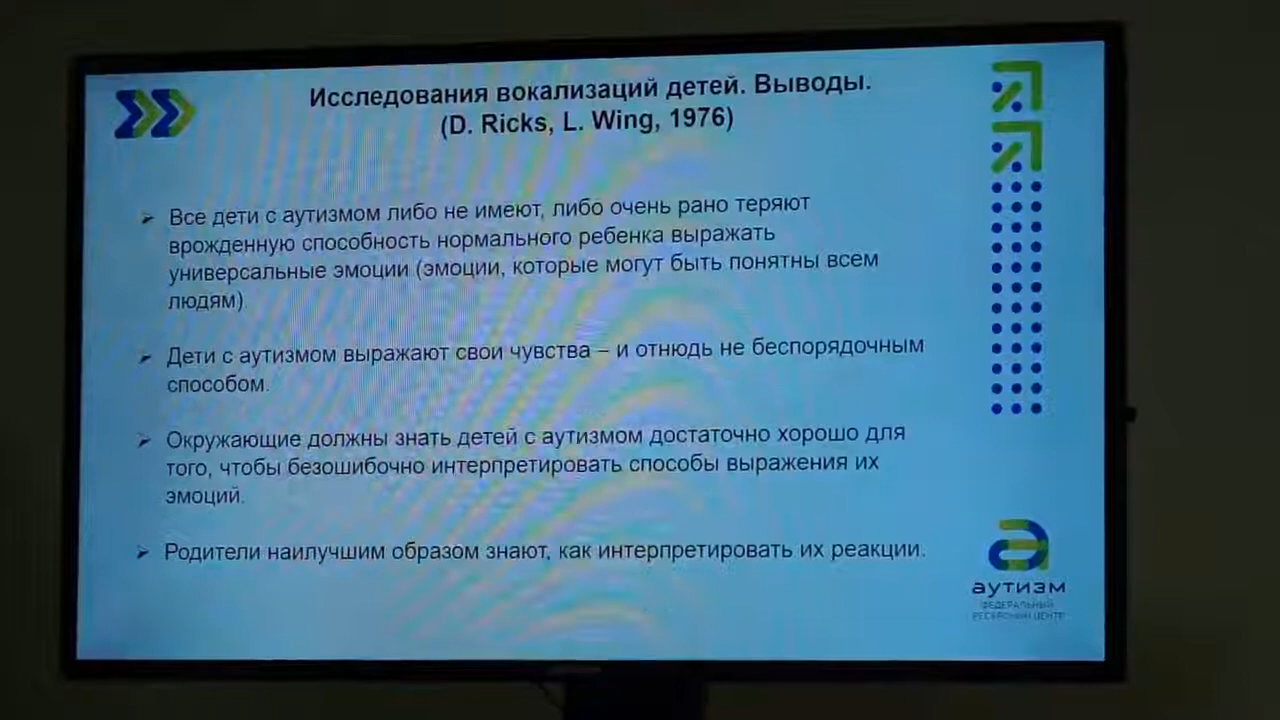 Исследования вокализаций детей. Выводы.
(D. Ricks, L. Wing, 1976)
➢ Все дети с аутизмом либо не имеют, либо очень рано теряют
врожденную способность нормального ребенка выражать
универсальные эмоции (эмоции, которые могут быть понятны всем
людям).
➢ Дети с аутизмом выражают свои чувства – и отнюдь не беспорядочным
способом.
➢ Окружающие должны знать детей с аутизмом достаточно хорошо для
того, чтобы безошибочно интерпретировать способы выражения их
эмоций.
➢ Родители наилучшим образом знают, как интерпретировать их реакции.
аутизм
ФЕДЕРАЛЬНЫЙ
РЕСУРСНЫЙ ЦЕНТР